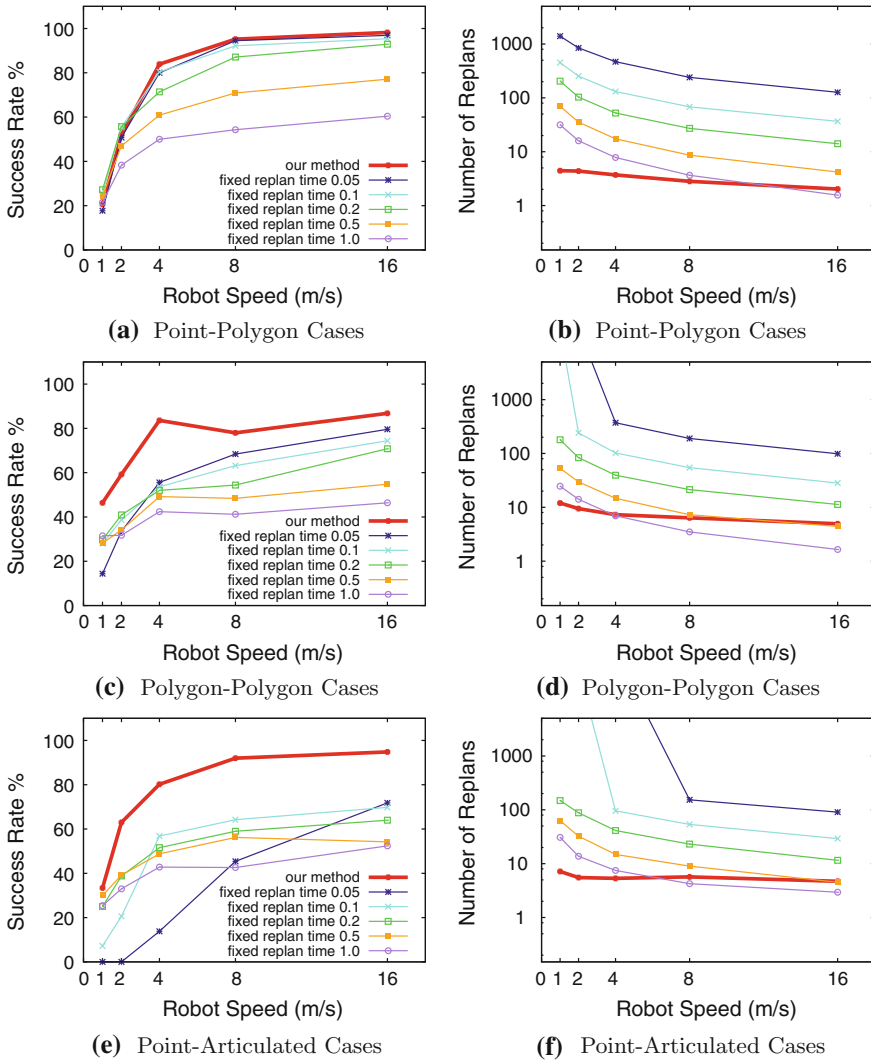 100
80
60
40
20
0
Success Rate %
our method
fixed replan time 0.05
fixed replan time 0.1
fixed replan time 0.2
fixed replan time 0.5
fixed replan time 1.0
0 1 2 4 8 16
Robot Speed (m/s)
(a) Point-Polygon Cases
1000
100
10
1
Number of Replans
0 1 2 4 8 16
Robot Speed (m/s)
(b) Point-Polygon Cases
100
80
60
40
20
0
Success Rate %
our method
fixed replan time 0.05
fixed replan time 0.1
fixed replan time 0.2
fixed replan time 0.5
fixed replan time 1.0
0 1 2 4 8 16
Robot Speed (m/s)
(c) Polygon-Polygon Cases
1000
100
10
1
Number of Replans
0 1 2 4 8 16
Robot Speed (m/s)
(d) Polygon-Polygon Cases
100
80
60
40
20
0
Success Rate %
our method
fixed replan time 0.05
fixed replan time 0.1
fixed replan time 0.2
fixed replan time 0.5
fixed replan time 1.0
0 1 2 4 8 16
Robot Speed (m/s)
(e) Point-Articulated Cases
1000
100
10
1
Number of Replans
0 1 2 4 8 16
Robot Speed (m/s)
(f) Point-Articulated Cases